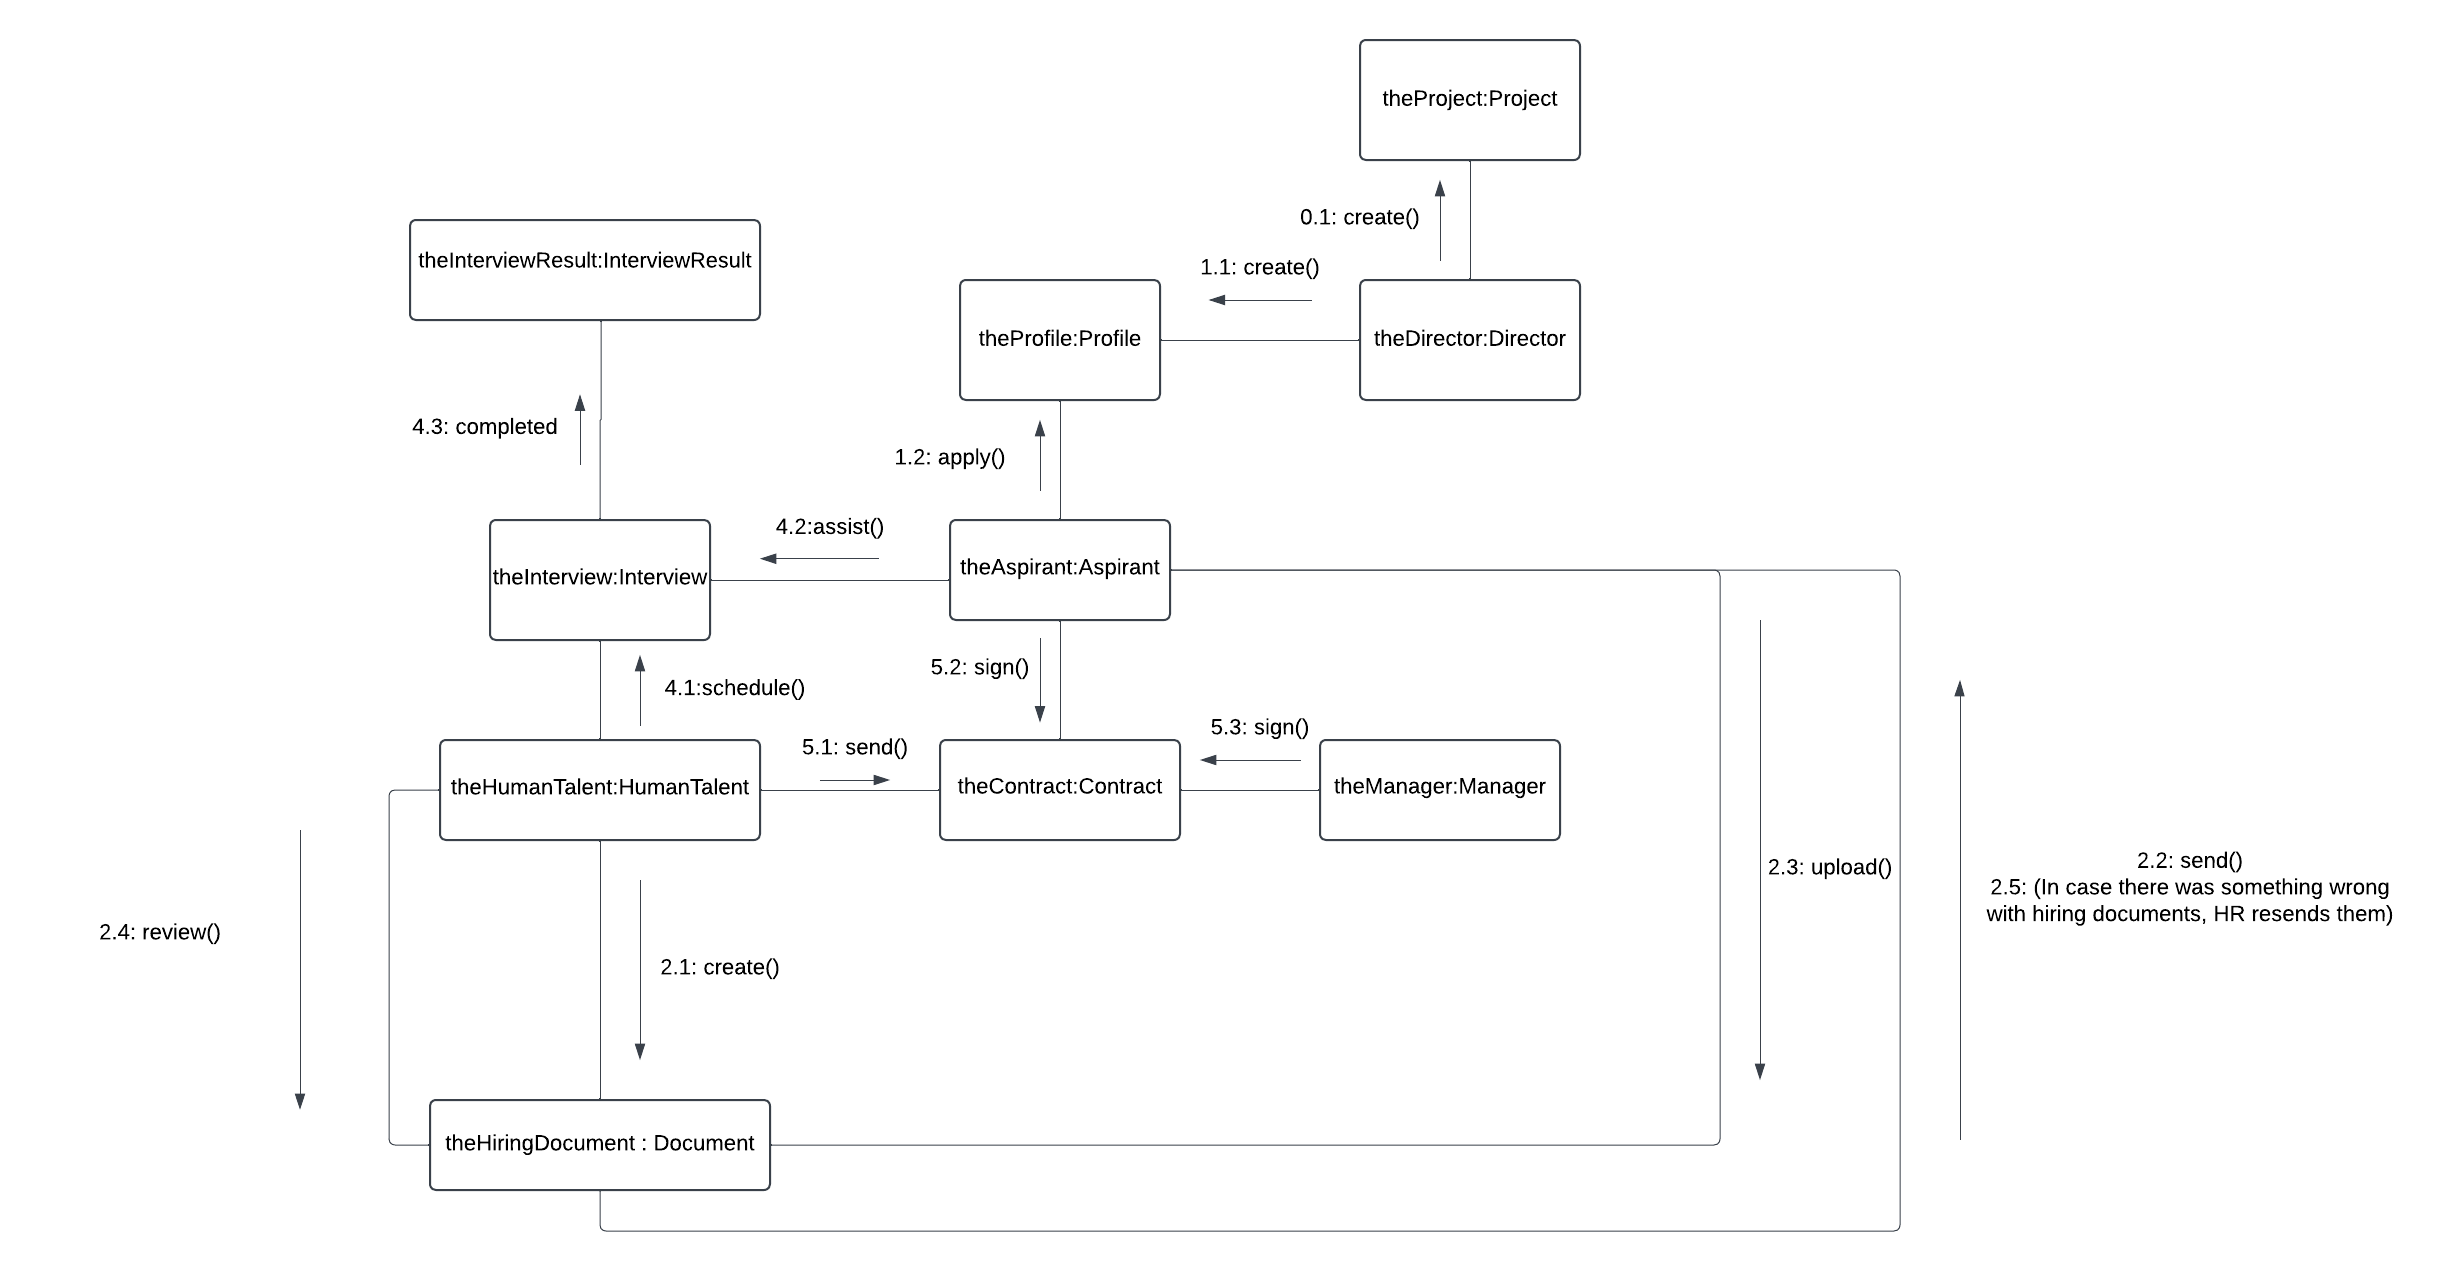 theProject:Project
0.1: create()
theInterviewResult:InterviewResult
1.1: create()
theProfile:Profile
theDirector:Director
4.3: completed
1.2: apply()
4.2:assist()
theInterview:Interview
theAspirant:Aspirant
5.2: sign()
4.1:schedule()
5.3: sign()
5.1: send()
theHumanTalent:HumanTalent
theContract:Contract
theManager:Manager
2.3: upload()
2.2: send()
2.5: (In case there was something wrong
with hiring documents, HR resends them)
2.4: review()
2.1: create()
theHiringDocument : Document